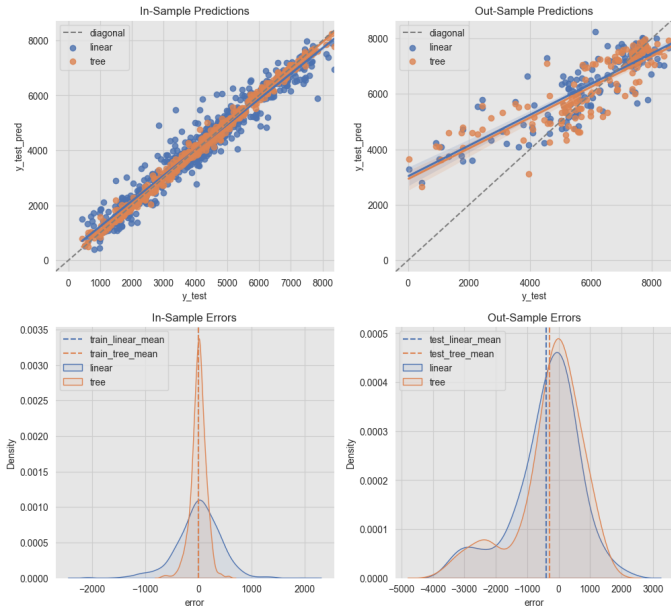 In-Sample Predictions
diagonal
linear
tree
8000
6000
4000
2000
0
y_test_pred
0 1000 2000 3000 4000 5000 6000 7000 8000
y_test
Out-Sample Predictions
diagonal
linear
tree
8000
6000
4000
2000
0
y_test_pred
0 2000 4000 6000 8000
y_test
In-Sample Errors
train_linear_mean
train_tree_mean
linear
tree
0.0035
0.0030
0.0025
0.0020
0.0015
0.0010
0.0005
0.0000
Density
−2000 −1000 0 1000 2000
error
Out-Sample Errors
test_linear_mean
test_tree_mean
linear
tree
0.0005
0.0004
0.0003
0.0002
0.0001
0.0000
Density
−5000 −4000 −3000 −2000 −1000 0 1000 2000 3000
error